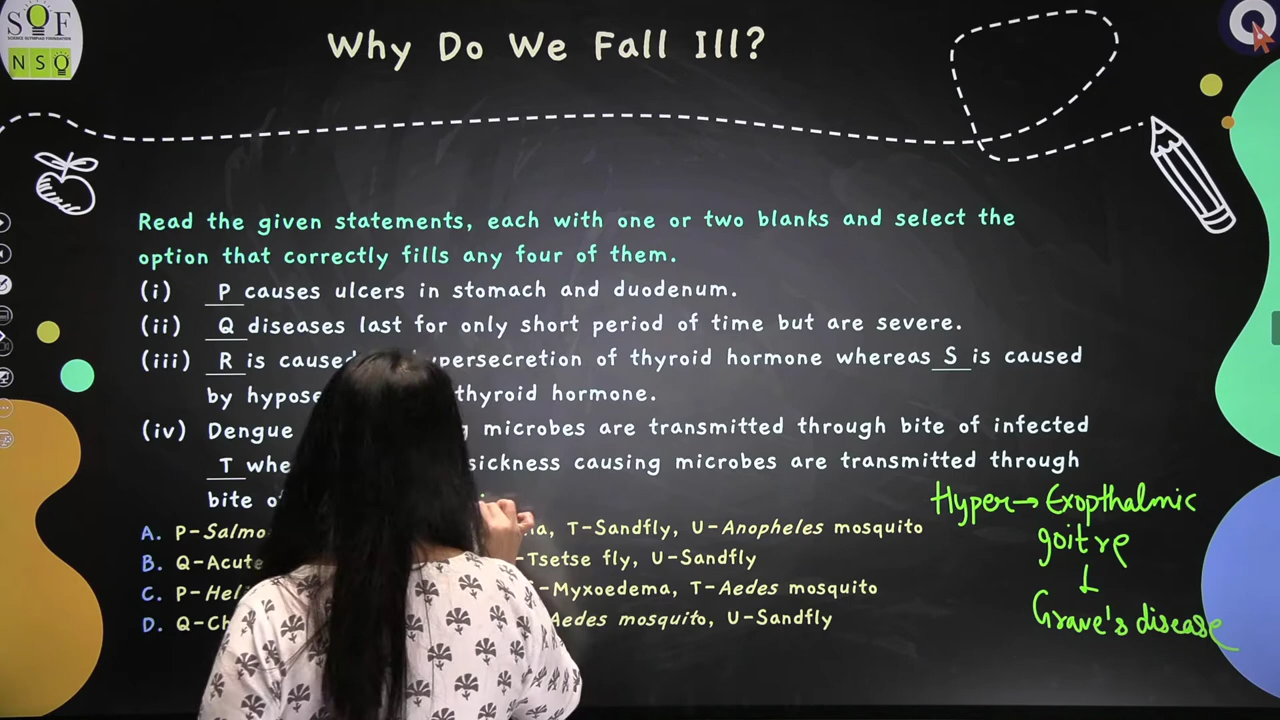 SOF
SCIENCE OLYMPIAD FOUNDATION
NSO
Why Do We Fall Ill?
Read the given statements, each with one or two blanks and select the
option that correctly fills any four of them.
(i) P causes ulcers in stomach and duodenum.
(ii) Q diseases last for only short period of time but are severe.
(iii) R is caused persecretion of thyroid hormone whereas S is caused
by hypose thyroid hormone.
(iv) Dengue microbes are transmitted through bite of infected
T whe sickness causing microbes are transmitted through
bite of
A. P-Salmo ia, T-Sandfly, U-Anopheles mosquito
B. Q-Acute -Tsetse fly, U-Sandfly
C. P-Hel -Myxoedema, T-Aedes mosquito
D. Q-Ch Aedes mosquito, U-Sandfly
Hyper→Exopthalmic
goitre
Grave's disease